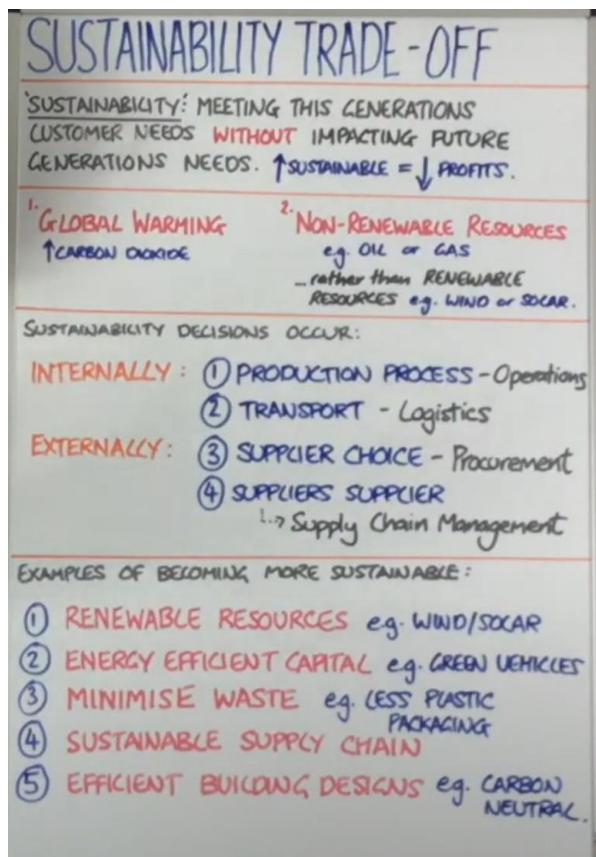 SUSTAINABILITY TRADE-OFF
'SUSTAINABILITY': MEETING THIS GENERATIONS
CUSTOMER NEEDS WITHOUT IMPACTING FUTURE
GENERATIONS NEEDS. ↑SUSTAINABLE = ↓ PROFITS.
1. GLOBAL WARMING
↑CARBON DIOXIDE
2. NON-RENEWABLE RESOURCES
e.g. OIL or GAS
...rather than RENEWABLE
RESOURCES e.g. WIND or SOLAR.
SUSTAINABILITY DECISIONS OCCUR:
INTERNALLY: ① PRODUCTION PROCESS - Operations
② TRANSPORT - Logistics
EXTERNALLY: ③ SUPPLIER CHOICE - Procurement
④ SUPPLIERS SUPPLIER
↳ Supply Chain Management
EXAMPLES OF BECOMING MORE SUSTAINABLE:
① RENEWABLE RESOURCES eg. WIND/SOLAR
② ENERGY EFFICIENT CAPITAL eg. GREEN VEHICLES
③ MINIMISE WASTE eg. LESS PLASTIC
PACKAGING
④ SUSTAINABLE SUPPLY CHAIN
⑤ EFFICIENT BUILDING DESIGNS eg. CARBON
NEUTRAL.